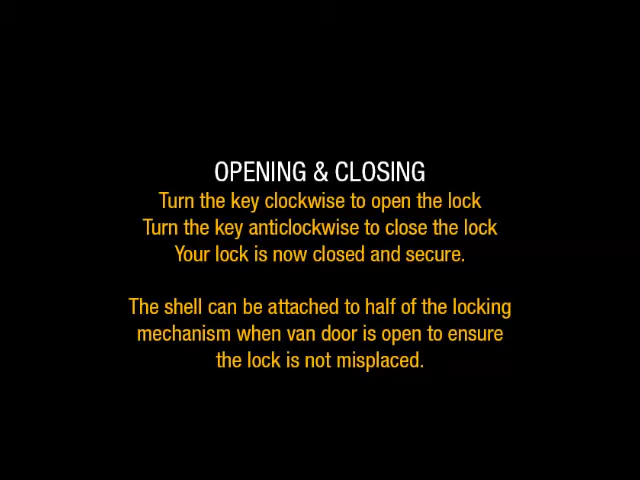 OPENING & CLOSING
Turn the key clockwise to open the lock
Turn the key anticlockwise to close the lock
Your lock is now closed and secure.
The shell can be attached to half of the locking
mechanism when van door is open to ensure
the lock is not misplaced.